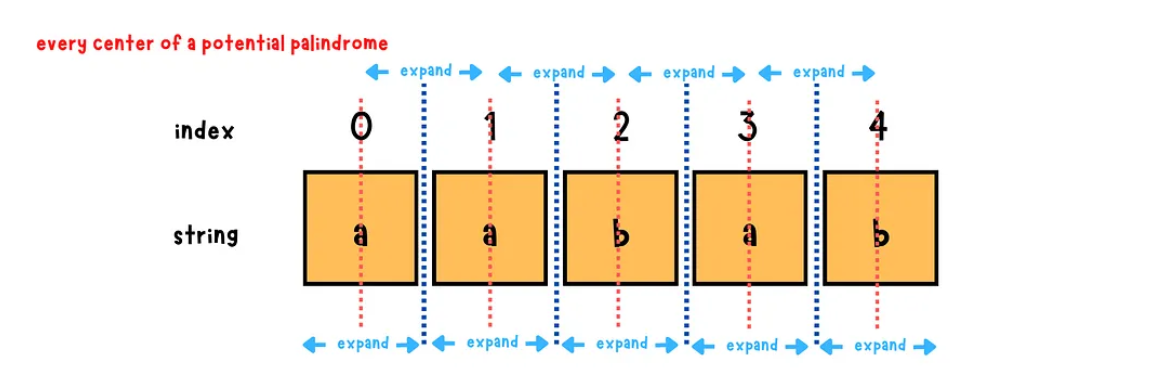 every center of a potential palindrome
expand expand expand expand
index 0 1 2 3 4
string a a b a b
expand expand expand expand expand